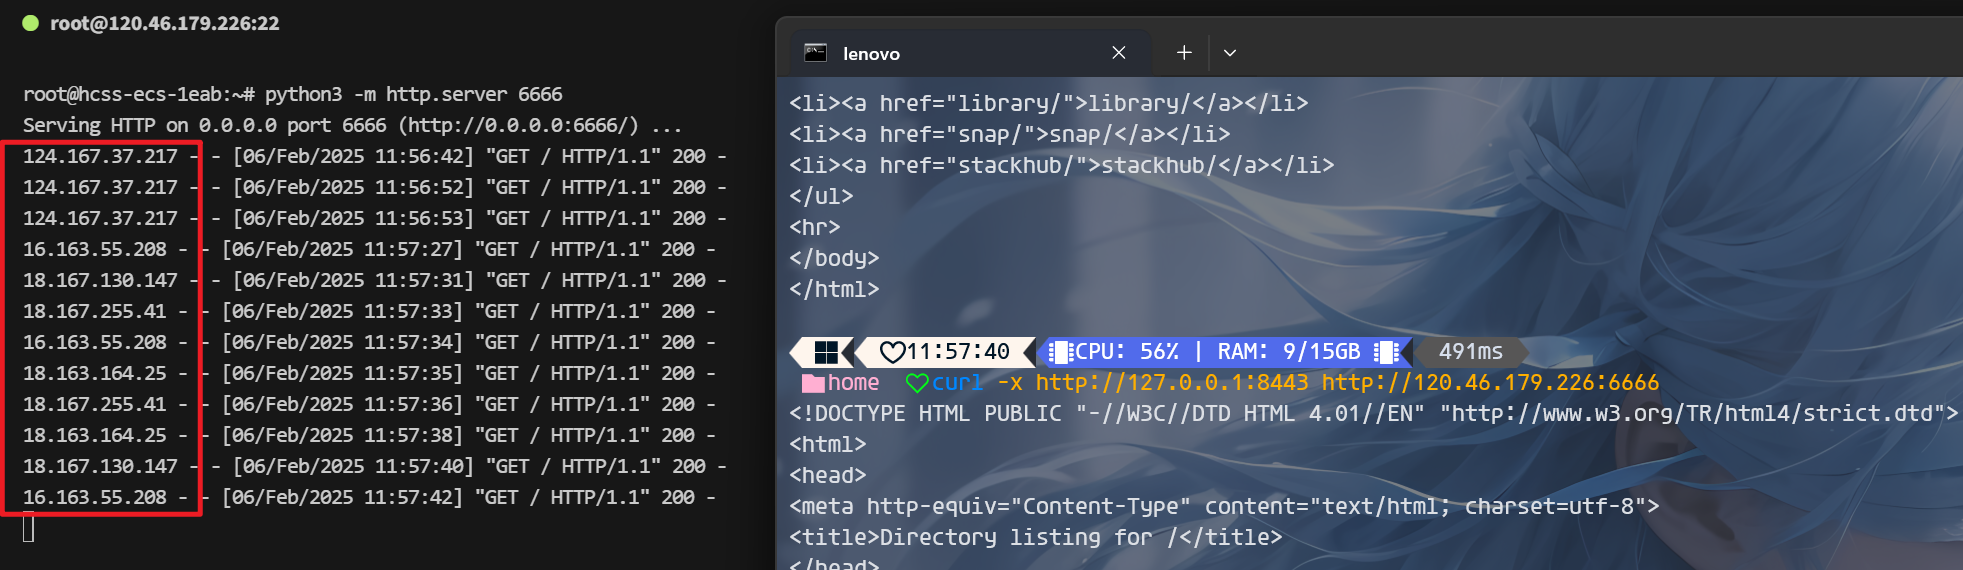 root@120.46.179.226:22
root@hcss-ecs-1eab:~# python3 -m http.server 6666
Serving HTTP on 0.0.0.0 port 6666 (http://0.0.0.0:6666/) ...
124.167.37.217 - - [06/Feb/2025 11:56:42] "GET / HTTP/1.1" 200 -
124.167.37.217 - - [06/Feb/2025 11:56:52] "GET / HTTP/1.1" 200 -
124.167.37.217 - - [06/Feb/2025 11:56:53] "GET / HTTP/1.1" 200 -
16.163.55.208 - - [06/Feb/2025 11:57:27] "GET / HTTP/1.1" 200 -
18.167.130.147 - - [06/Feb/2025 11:57:31] "GET / HTTP/1.1" 200 -
18.167.255.41 - - [06/Feb/2025 11:57:33] "GET / HTTP/1.1" 200 -
16.163.55.208 - - [06/Feb/2025 11:57:34] "GET / HTTP/1.1" 200 -
18.163.164.25 - - [06/Feb/2025 11:57:35] "GET / HTTP/1.1" 200 -
18.167.255.41 - - [06/Feb/2025 11:57:36] "GET / HTTP/1.1" 200 -
18.163.164.25 - - [06/Feb/2025 11:57:38] "GET / HTTP/1.1" 200 -
18.167.130.147 - - [06/Feb/2025 11:57:40] "GET / HTTP/1.1" 200 -
16.163.55.208 - - [06/Feb/2025 11:57:42] "GET / HTTP/1.1" 200 -
lenovo
<li><a href="library/">library/</a></li>
<li><a href="snap/">snap/</a></li>
<li><a href="stackhub/">stackhub/</a></li>
</ul>
<hr>
</body>
</html>
11:57:40 CPU: 56% | RAM: 9/15GB 491ms
home curl -x http://127.0.0.1:8443 http://120.46.179.226:6666
<!DOCTYPE HTML PUBLIC "-//W3C//DTD HTML 4.01//EN" "http://www.w3.org/TR/html4/strict.dtd">
<html>
<head>
<meta http-equiv="Content-Type" content="text/html; charset=utf-8">
<title>Directory listing for /</title>
</head>